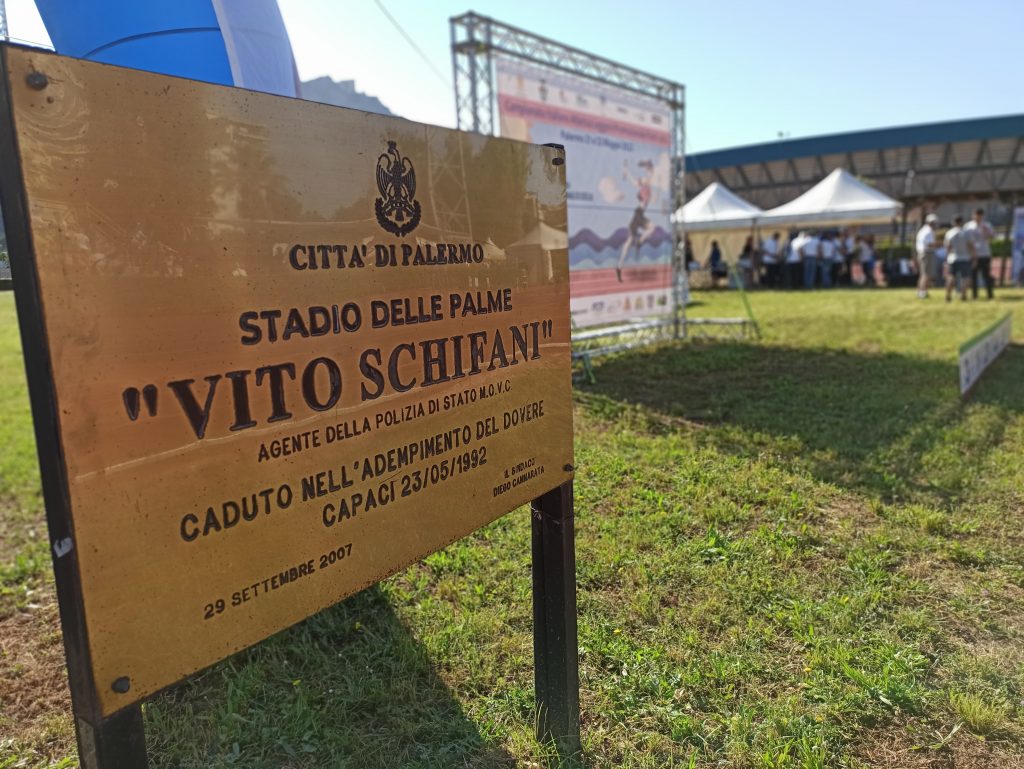 CITTA' DI PALERMO
STADIO DELLE PALME
"VITO SCHIFANI"
AGENTE DELLA POLIZIA DI STATO M.O.V.C.
CADUTO NELL'ADEMPIMENTO DEL DOVERE
CAPACI 23/05/1992
IL SINDACO
DIEGO CAMMARATA
29 SETTEMBRE 2007